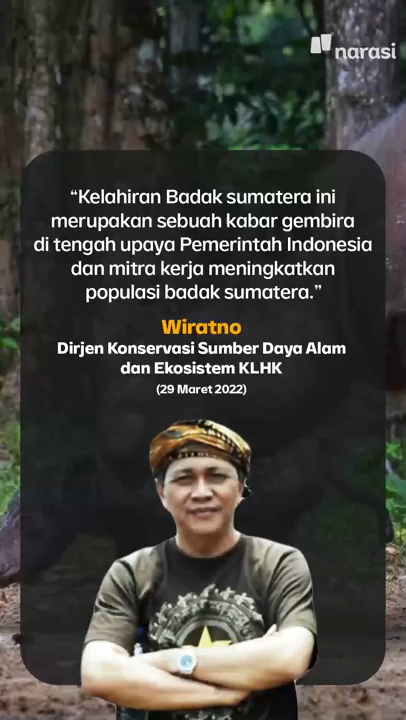 narasi
“Kelahiran Badak sumatera ini
merupakan sebuah kabar gembira
di tengah upaya Pemerintah Indonesia
dan mitra kerja meningkatkan
populasi badak sumatera.”
Wiratno
Dirjen Konservasi Sumber Daya Alam
dan Ekosistem KLHK
(29 Maret 2022)